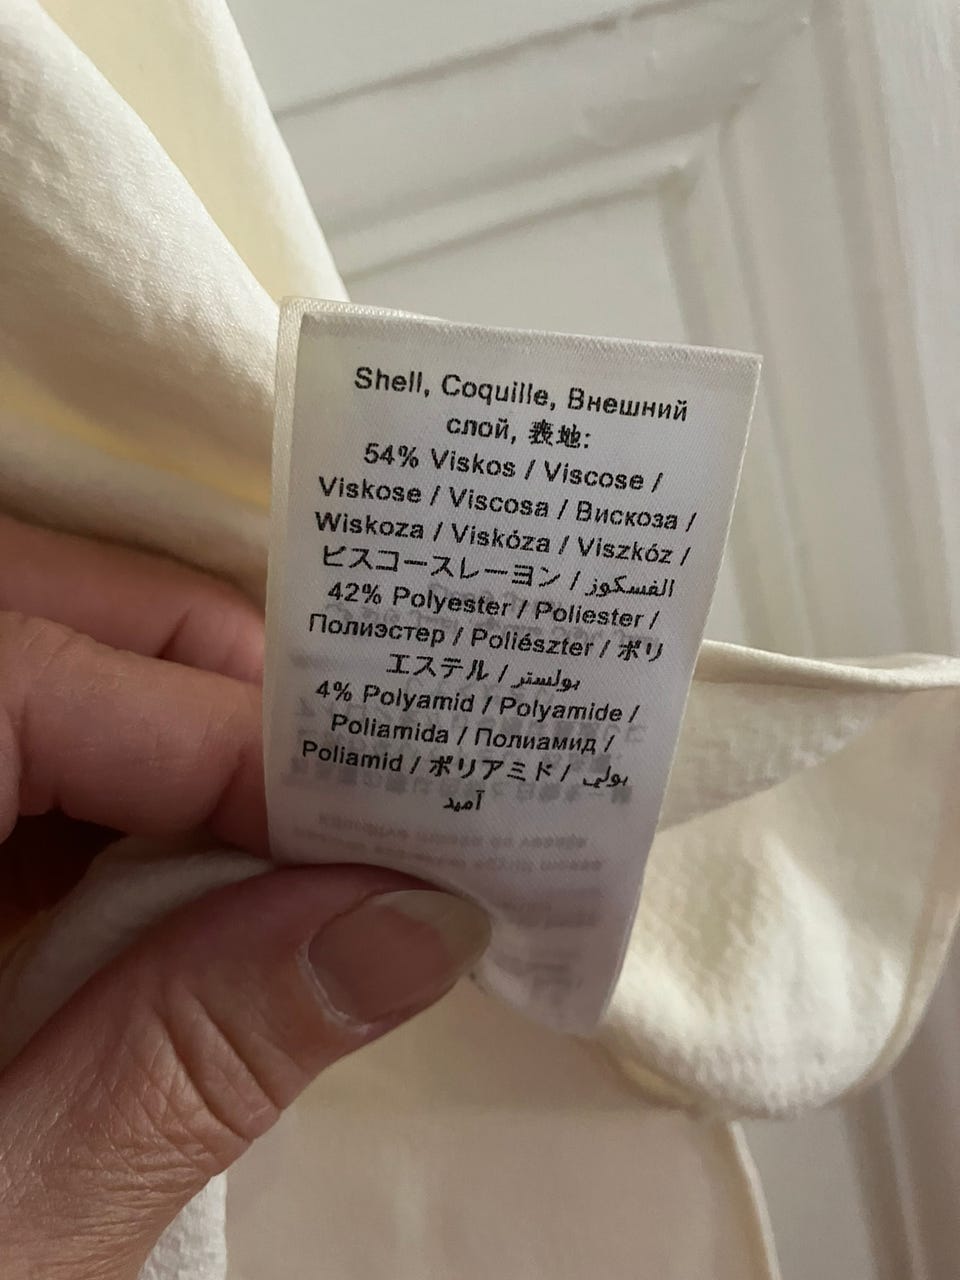 Shell, Coquille, Внешний
слой, 表地:
54% Viskos / Viscose /
Viskose / Viscosa / Вискоза /
Wiskoza / Viskóza / Viszkóz /
ビスコースレーヨン / الفسكوز
42% Polyester / Poliester /
Полиэстер / Poliészter / ポリ
エステル / بولستر
4% Polyamid / Polyamide /
Poliamida / Полиамид /
Poliamid / ポリアミド / بولي
آميد